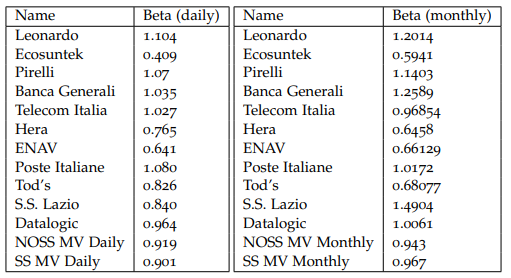 Name Beta (daily) Name Beta (monthly)
Leonardo 1.104 Leonardo 1.2014
Ecosuntek 0.409 Ecosuntek 0.5941
Pirelli 1.07 Pirelli 1.1403
Banca Generali 1.035 Banca Generali 1.2589
Telecom Italia 1.027 Telecom Italia 0.96854
Hera 0.765 Hera 0.6458
ENAV 0.641 ENAV 0.66129
Poste Italiane 1.080 Poste Italiane 1.0172
Tod's 0.826 Tod's 0.68077
S.S. Lazio 0.840 S.S. Lazio 1.4904
Datalogic 0.964 Datalogic 1.0061
NOSS MV Daily 0.919 NOSS MV Monthly 0.943
SS MV Daily 0.901 SS MV Monthly 0.967